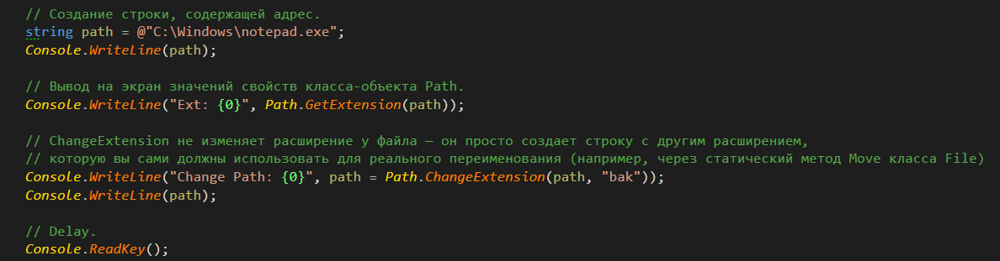 // Создание строки, содержащей адрес.
string path = @"C:\Windows\notepad.exe";
Console.WriteLine(path);
// Вывод на экран значений свойств класса-объекта Path.
Console.WriteLine("Ext: {0}", Path.GetExtension(path));
// ChangeExtension не изменяет расширение у файла — он просто создает строку с другим расширением,
// которую вы сами должны использовать для реального переименования (например, через статический метод Move класса File)
Console.WriteLine("Change Path: {0}", path = Path.ChangeExtension(path, "bak"));
Console.WriteLine(path);
// Delay.
Console.ReadKey();